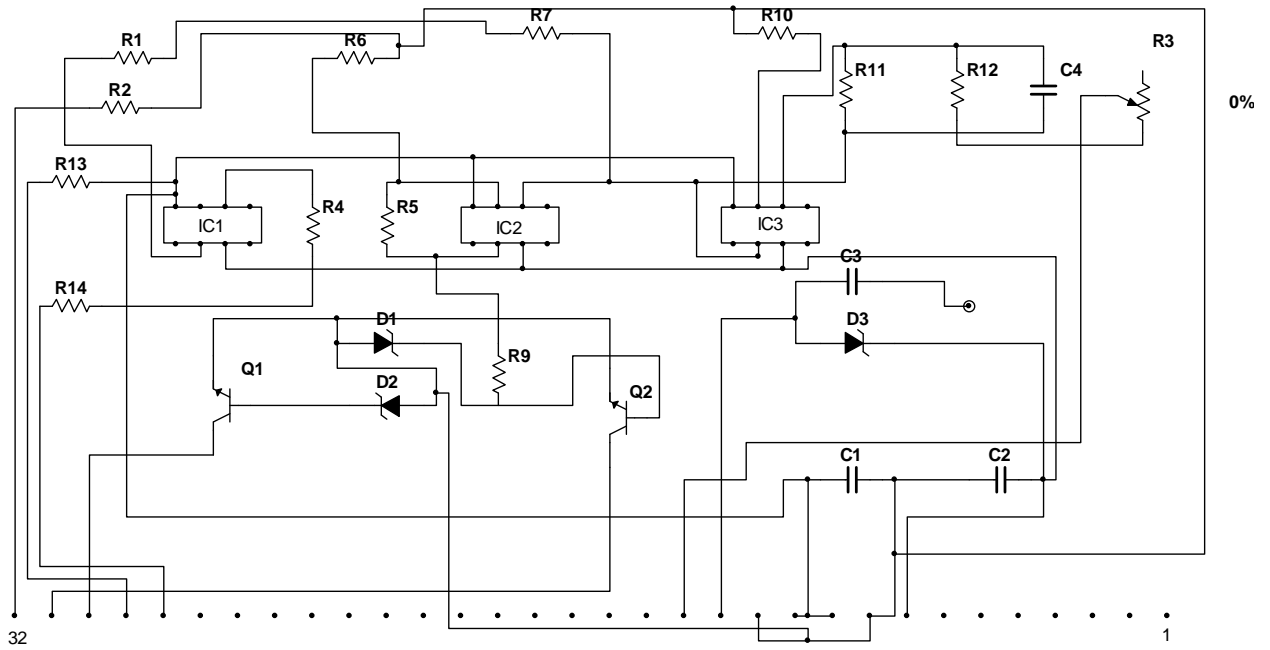 R7
R10
R1
R6
R3
R11
R12
C4
R2
0%
R13
R4
R5
IC1
IC2
IC3
C3
R14
D1
D3
Q1
R9
D2
Q2
C1
C2
32
1